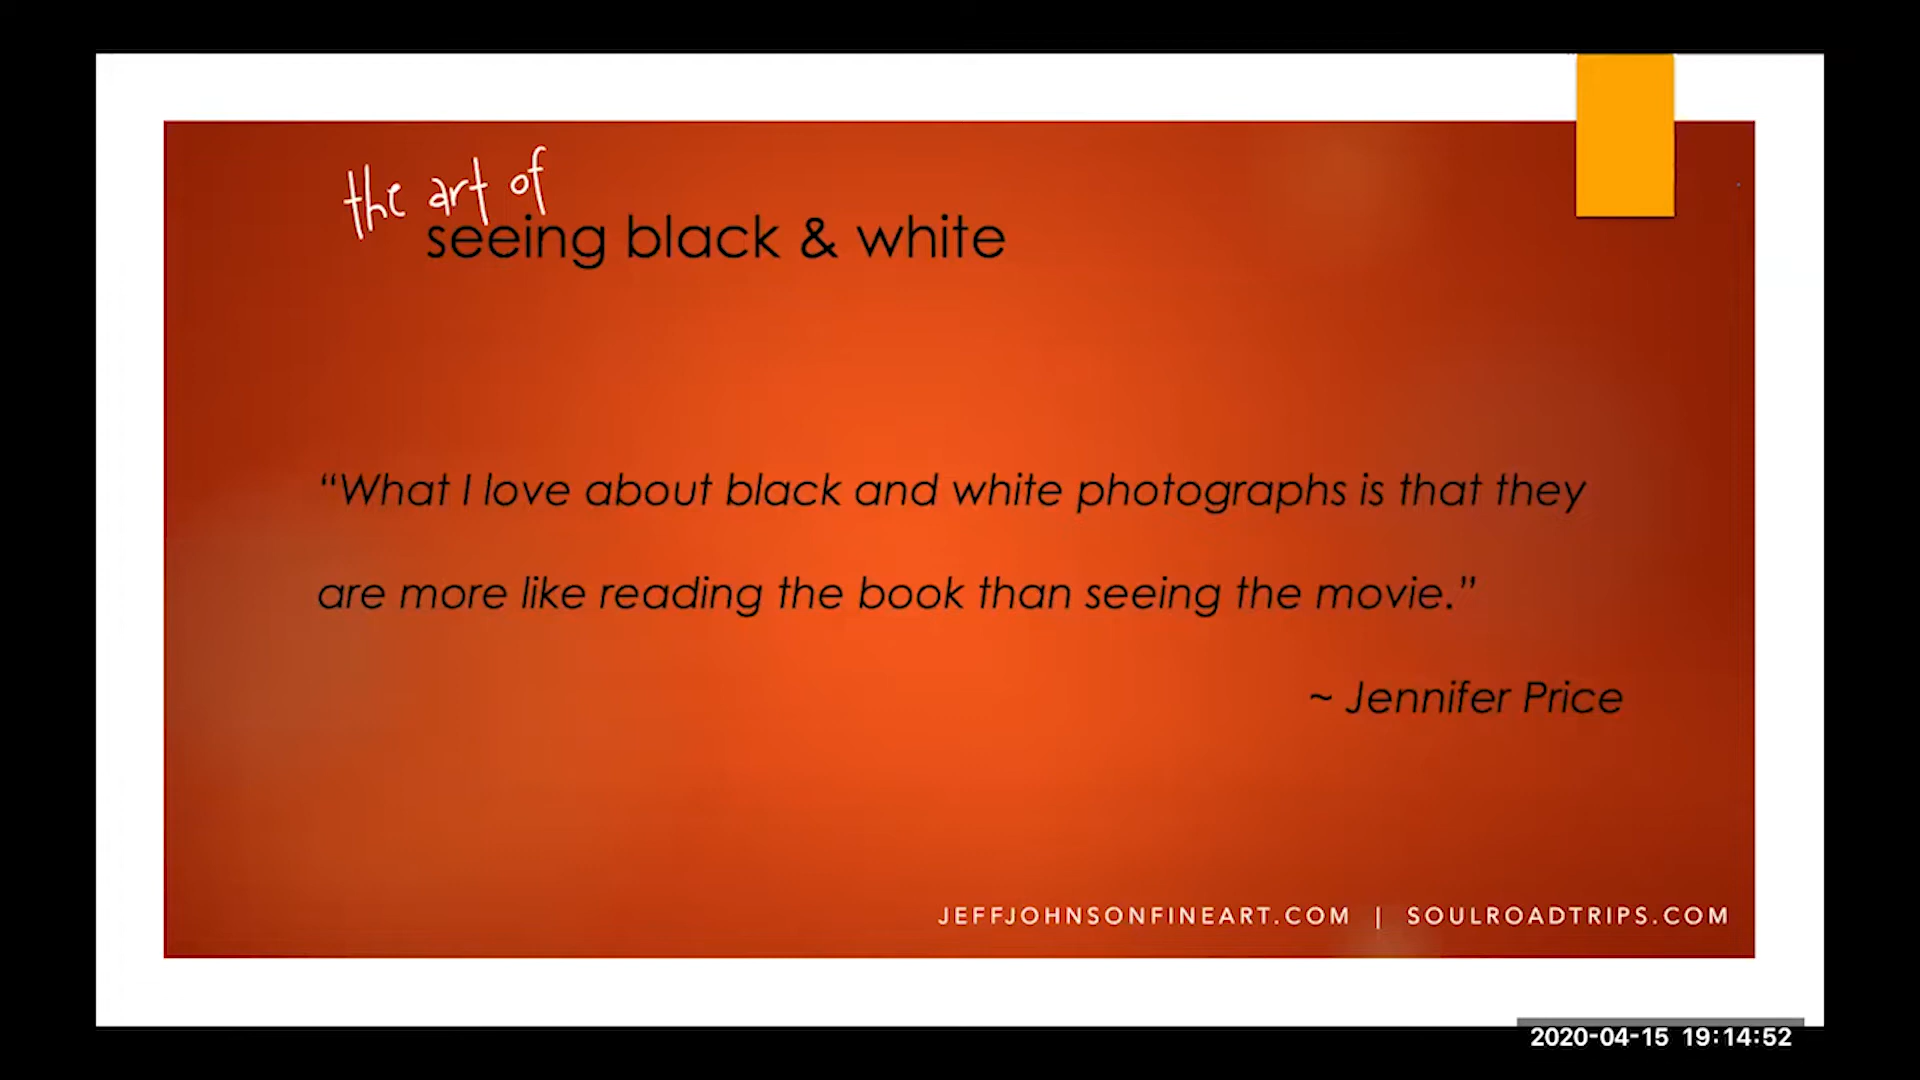 the art of
seeing black & white
“What I love about black and white photographs is that they
are more like reading the book than seeing the movie.”
~ Jennifer Price
JEFFJOHNSONFINEART.COM | SOULROADTRIPS.COM
2020-04-15 19:14:52